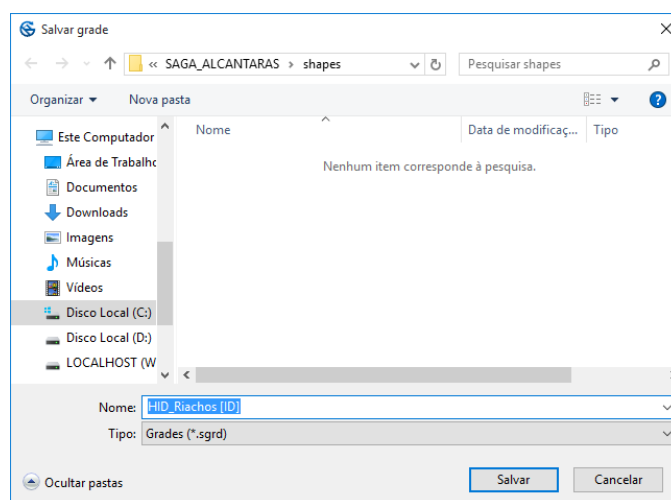 Salvar grade
« SAGA_ALCANTARAS > shapes
Pesquisar shapes
Organizar
Nova pasta
?
Este Computador
Área de Trabalhc
Documentos
Downloads
Imagens
Músicas
Vídeos
Disco Local (C:)
Disco Local (D:)
LOCALHOST (W
Nome
Data de modificaç...
Tipo
Nenhum item corresponde à pesquisa.
Nome: HID_Riachos [ID]
Tipo: Grades (*.sgrd)
Ocultar pastas
Salvar
Cancelar